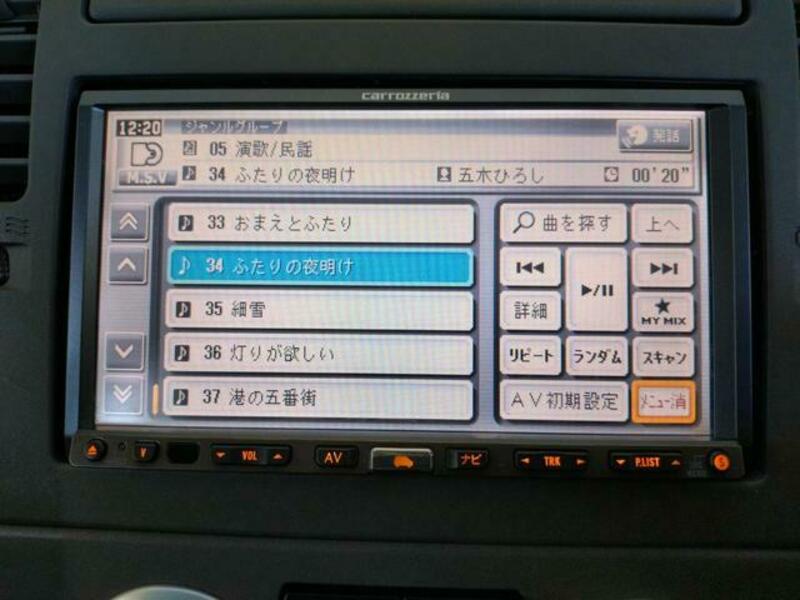 carrozzeria
12:20 ジャンルグループ
発話
05 演歌/民謡
M.S.V 34 ふたりの夜明け 五木ひろし 00'20"
33 おまえとふたり
34 ふたりの夜明け
35 細雪
36 灯りが欲しい
37 港の五番街
曲を探す 上へ
詳細 MY MIX
リピート ランダム スキャン
AV初期設定 メニュー消
V VOL AV ナビ TRK P.LIST